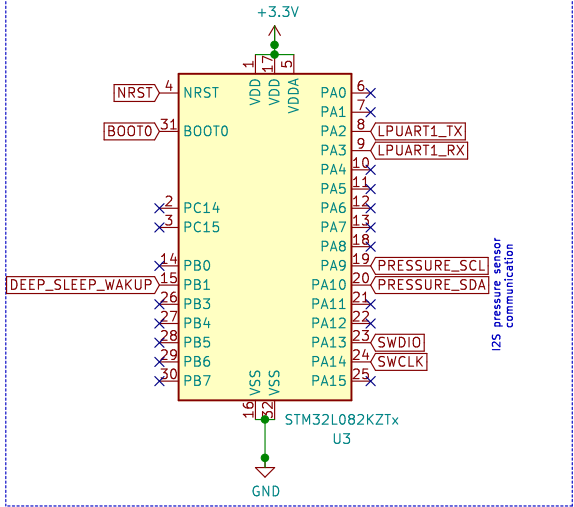 +3.3V
1
17
5
VDD
VDD
VDDA
NRST 4 NRST
BOOT0 31 BOOT0
2 PC14
3 PC15
14 PB0
DEEP_SLEEP_WAKUP 15 PB1
26 PB3
27 PB4
28 PB5
29 PB6
30 PB7
PA0 6
PA1 7
PA2 8 LPUART1_TX
PA3 9 LPUART1_RX
PA4 10
PA5 11
PA6 12
PA7 13
PA8 18
PA9 19 PRESSURE_SCL
PA10 20 PRESSURE_SDA
PA11 21
PA12 22
PA13 23 SWDIO
PA14 24 SWCLK
PA15 25
I2S pressure sensor
communication
VSS
VSS
16
32
STM32L082KZTx
U3
GND